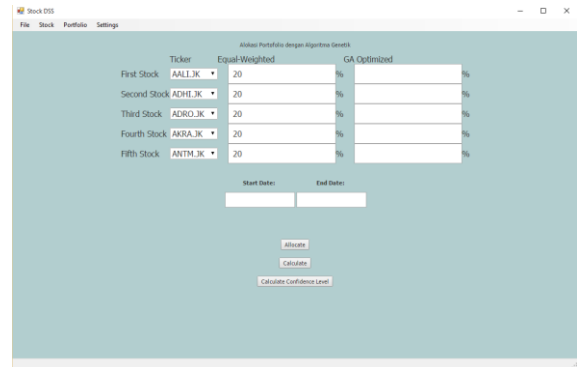 Stock DSS
File Stock Portfolio Settings
Alokasi Portofolio dengan Algoritma Genetik
Ticker Equal-Weighted GA Optimized
First Stock AALI.JK 20 % %
Second Stock ADHI.JK 20 % %
Third Stock ADRO.JK 20 % %
Fourth Stock AKRA.JK 20 % %
Fifth Stock ANTM.JK 20 % %
Start Date: End Date:
Allocate
Calculate
Calculate Confidence Level